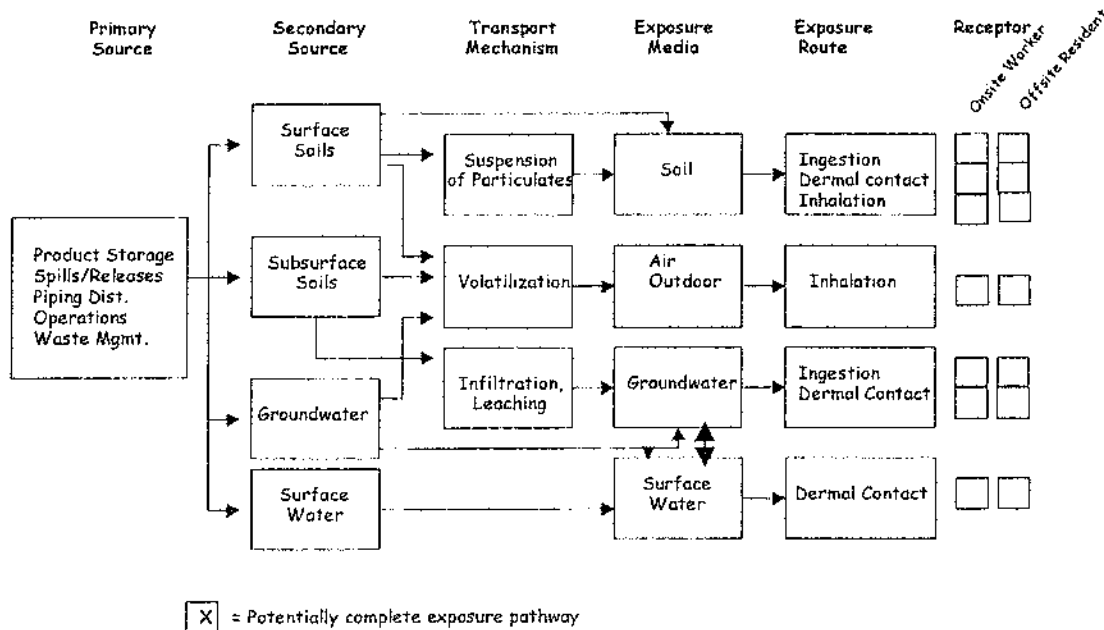 Primary
Source
Secondary
Source
Transport
Mechanism
Exposure
Media
Exposure
Route
Receptor
Onsite Worker
Offsite Resident
Product Storage
Spills/Releases
Piping Dist.
Operations
Waste Mgmt.
Surface
Soils
Suspension
of Particulates
Soil
Ingestion
Dermal contact
Inhalation
Subsurface
Soils
Volatilization
Air
Outdoor
Inhalation
Groundwater
Infiltration,
Leaching
Groundwater
Ingestion
Dermal Contact
Surface
Water
Surface
Water
Dermal Contact
X = Potentially complete exposure pathway